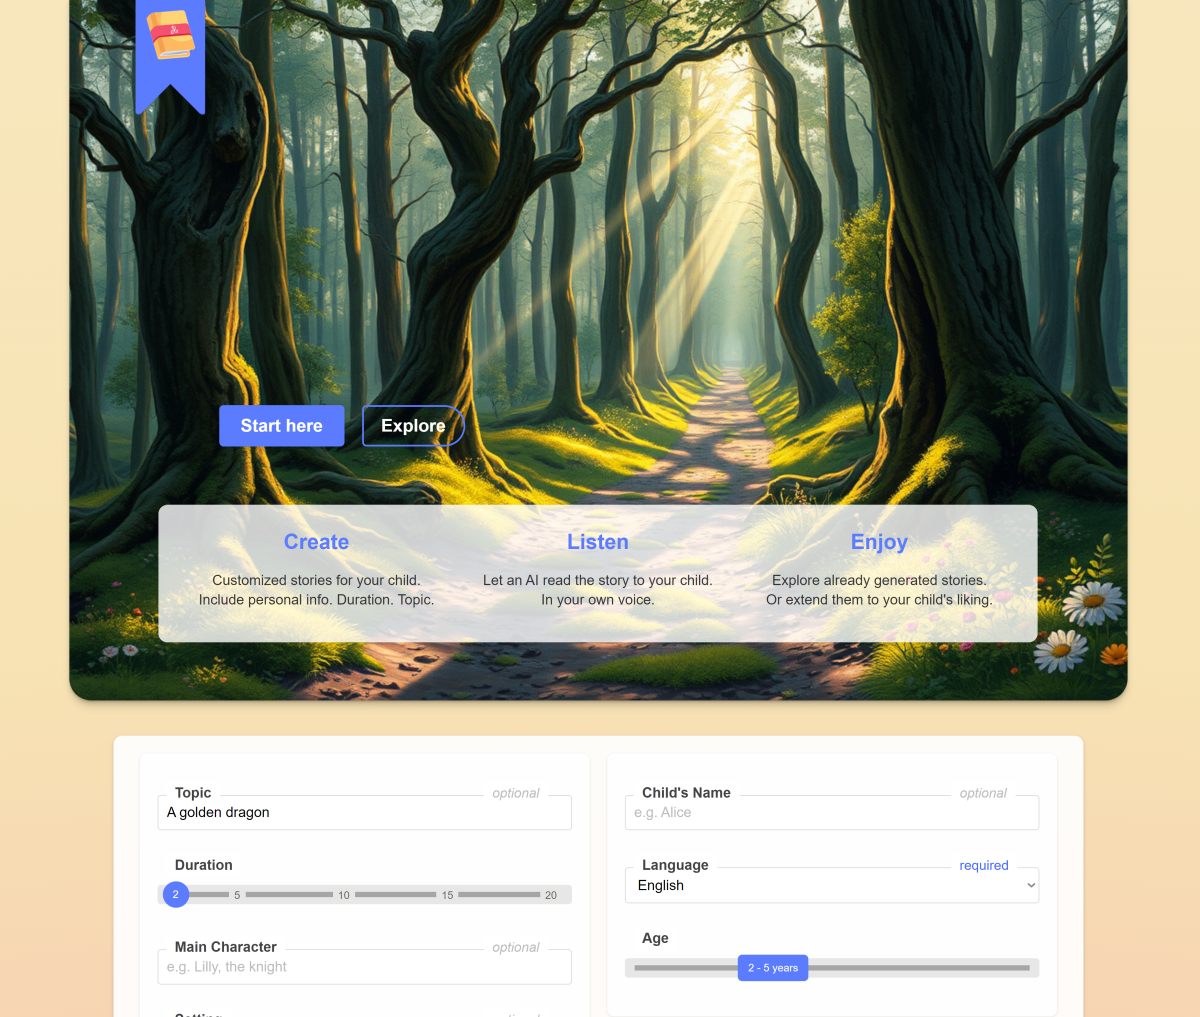 Start here
Explore
Create
Customized stories for your child.
Include personal info. Duration. Topic.
Listen
Let an AI read the story to your child.
In your own voice.
Enjoy
Explore already generated stories.
Or extend them to your child's liking.
Topic
optional
A golden dragon
Duration
2
5
10
15
20
Main Character
optional
e.g. Lilly, the knight
Setting
optional
Child's Name
optional
e.g. Alice
Language
required
English
Age
2 - 5 years